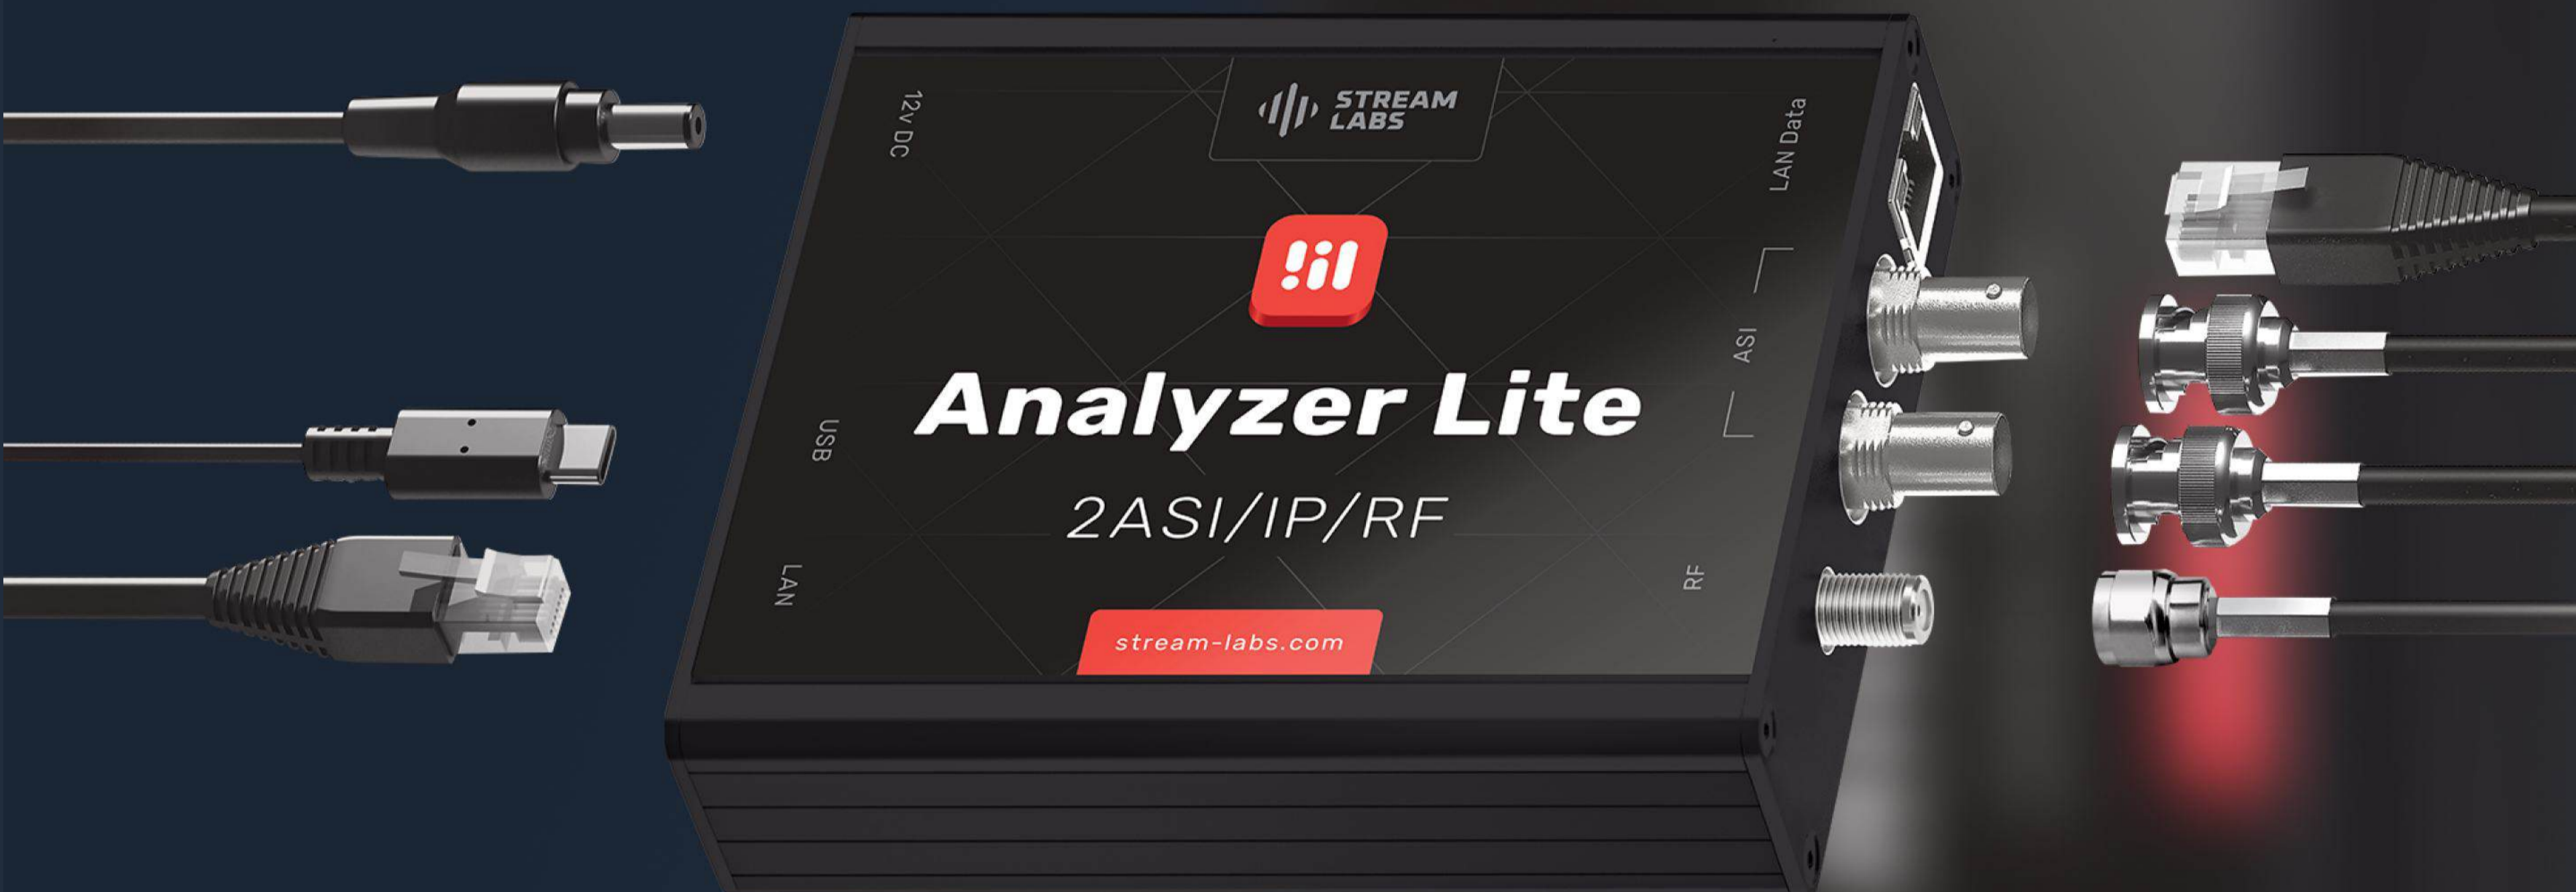 STREAM
LABS
12v DC
LAN Data
ASI
Analyzer Lite
USB
2ASI/IP/RF
LAN
RF
stream-labs.com